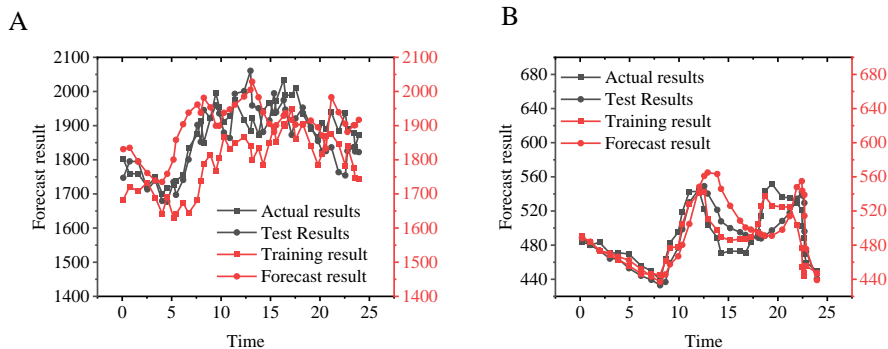 A
2100
2000
1900
1800
1700
1600
1500
1400
Forecast result
Actual results
Test Results
Training result
Forecast result
2100
2000
1900
1800
1700
1600
1500
1400
0 5 10 15 20 25
Time
B
680
640
600
560
520
480
440
Forecast result
Actual results
Test Results
Training result
Forecast result
680
640
600
560
520
480
440
0 5 10 15 20 25
Time